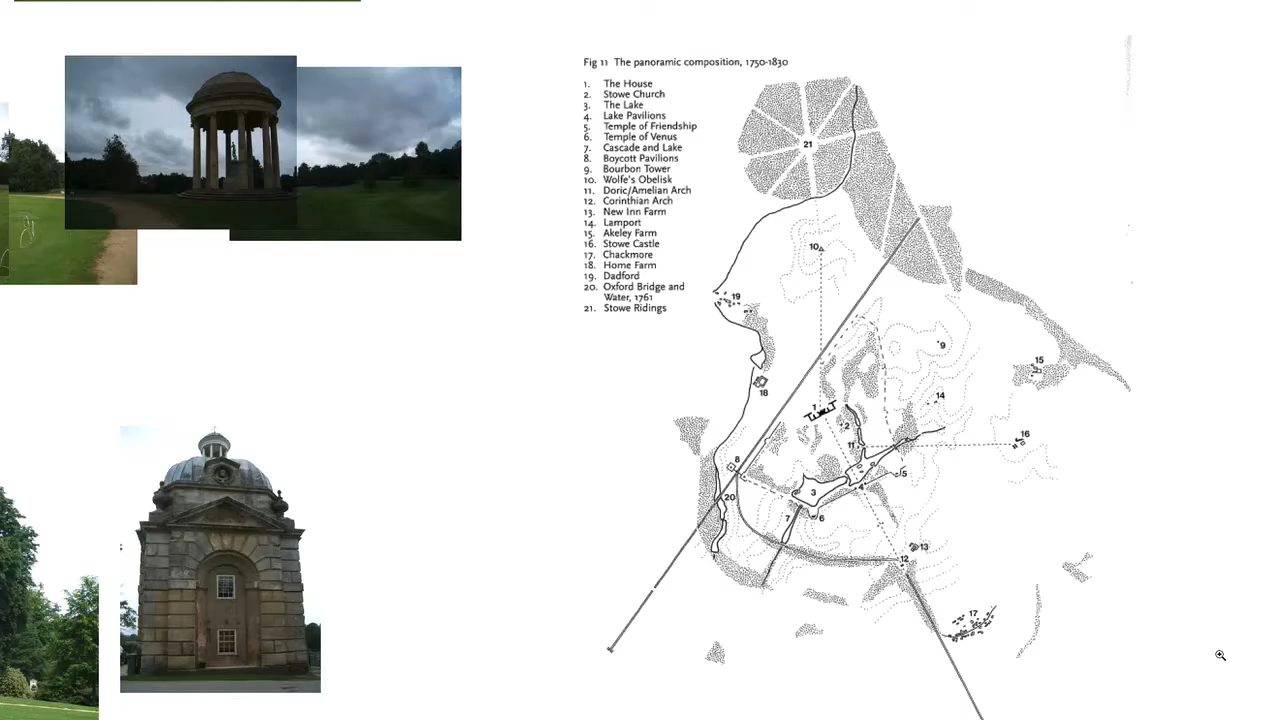 Fig 11 The panoramic composition, 1750-1830
1. The House
2. Stowe Church
3. The Lake
4. Lake Pavilions
5. Temple of Friendship
6. Temple of Venus
7. Cascade and Lake
8. Boycott Pavilions
9. Bourbon Tower
10. Wolfe's Obelisk
11. Doric/Amelian Arch
12. Corinthian Arch
13. New Inn Farm
14. Lamport
15. Akeley Farm
16. Stowe Castle
17. Chackmore
18. Home Farm
19. Dadford
20. Oxford Bridge and
Water, 1761
21. Stowe Ridings
21
10
19
9
15
18
14
1
2
16
11
8
5
4
3
20
7
6
13
12
17